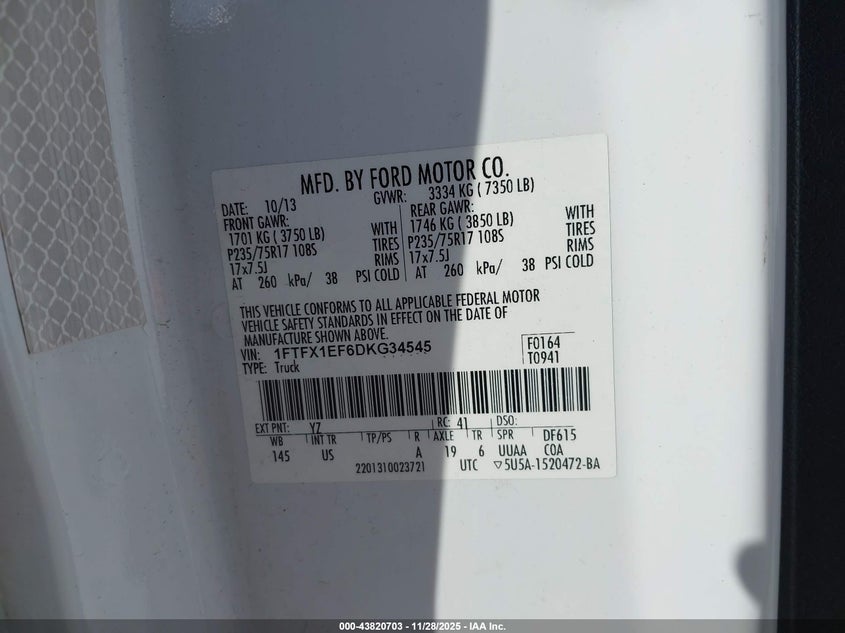 MFD. BY FORD MOTOR CO.
DATE: 10/13 GVWR: 3334 KG ( 7350 LB)
FRONT GAWR: REAR GAWR:
1701 KG ( 3750 LB) WITH 1746 KG ( 3850 LB) WITH
P235/75R17 108S TIRES P235/75R17 108S TIRES
17x7.5J RIMS 17x7.5J RIMS
AT 260 kPa/ 38 PSI COLD AT 260 kPa/ 38 PSI COLD
THIS VEHICLE CONFORMS TO ALL APPLICABLE FEDERAL MOTOR
VEHICLE SAFETY STANDARDS IN EFFECT ON THE DATE OF
MANUFACTURE SHOWN ABOVE.
VIN: 1FTFX1EF6DKG34545 F0164
TYPE: Truck T0941
EXT PNT: YZ RC: 41 DSO:
WB INT TR TP/PS R AXLE TR SPR DF615
145 US A 19 6 UUAA COA
2201310023721 UTC ▽5U5A-1520472-BA
000-43820703 - 11/28/2025 - IAA Inc.